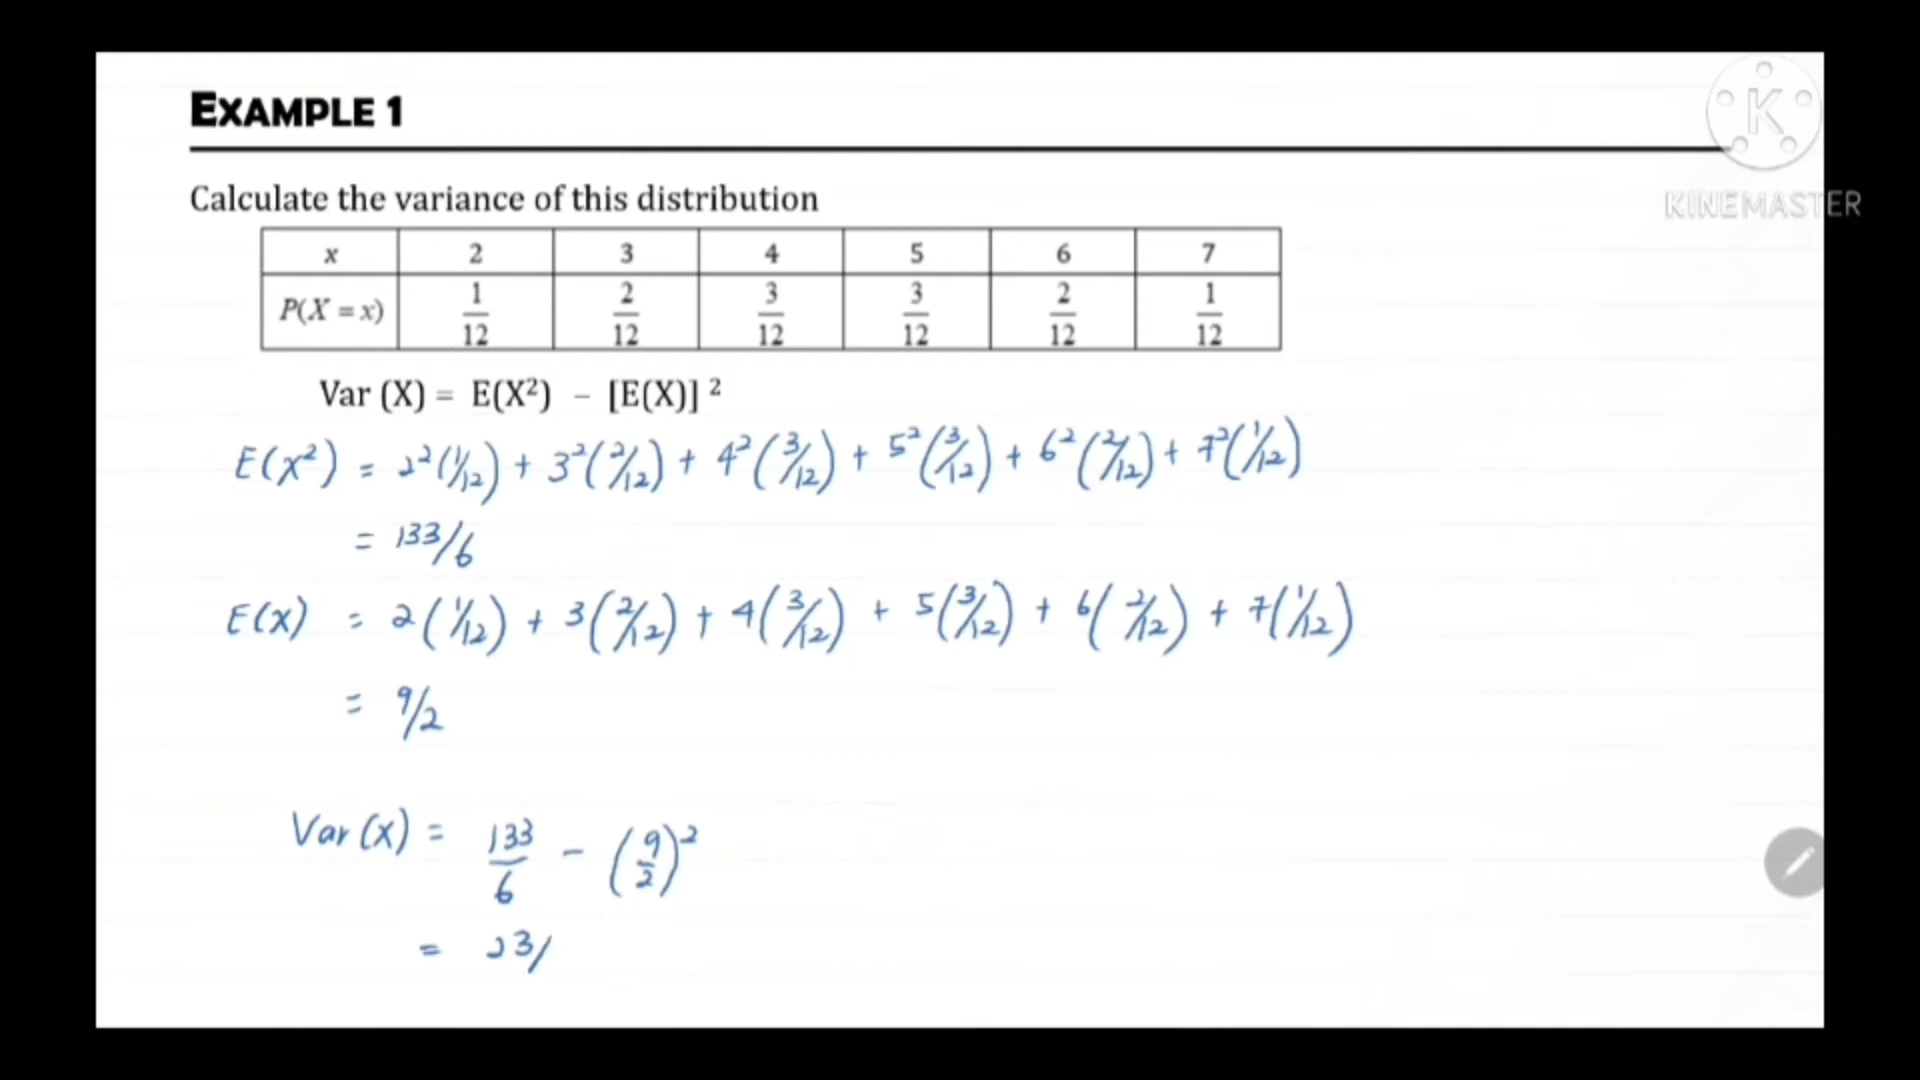 EXAMPLE 1
K
KINEMASTER
Calculate the variance of this distribution
x 2 3 4 5 6 7
P(X = x) 1/12 2/12 3/12 3/12 2/12 1/12
Var (X) = E(X²) – [E(X)] ²
E(X²) = 2²(1/12) + 3²(2/12) + 4²(3/12) + 5²(3/12) + 6²(2/12) + 7²(1/12)
= 133/6
E(X) = 2(1/12) + 3(2/12) + 4(3/12) + 5(3/12) + 6(2/12) + 7(1/12)
= 9/2
Var(X) = 133/6 - (9/2)²
= 23/